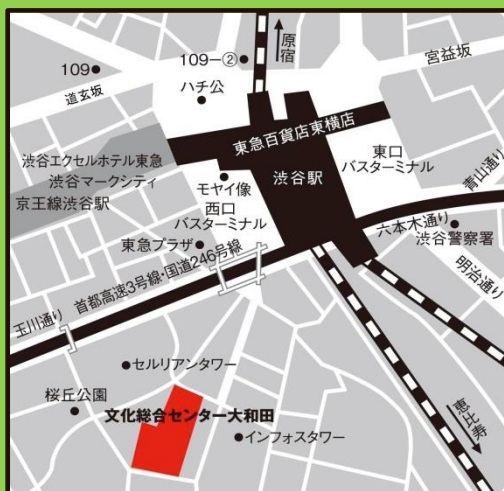 原宿
109-②
宮益坂
109
道玄坂
ハチ公
東急百貨店東横店
渋谷エクセルホテル東急
渋谷マークシティ
京王線渋谷駅
モヤイ像
西口
バスターミナル
渋谷駅
東口
バスターミナル
青山通り
六本木通り
渋谷警察署
明治通り
東急プラザ
首都高速3号線・国道246号線
玉川通り
セルリアンタワー
桜丘公園
文化総合センター大和田
インフォスタワー
恵比寿